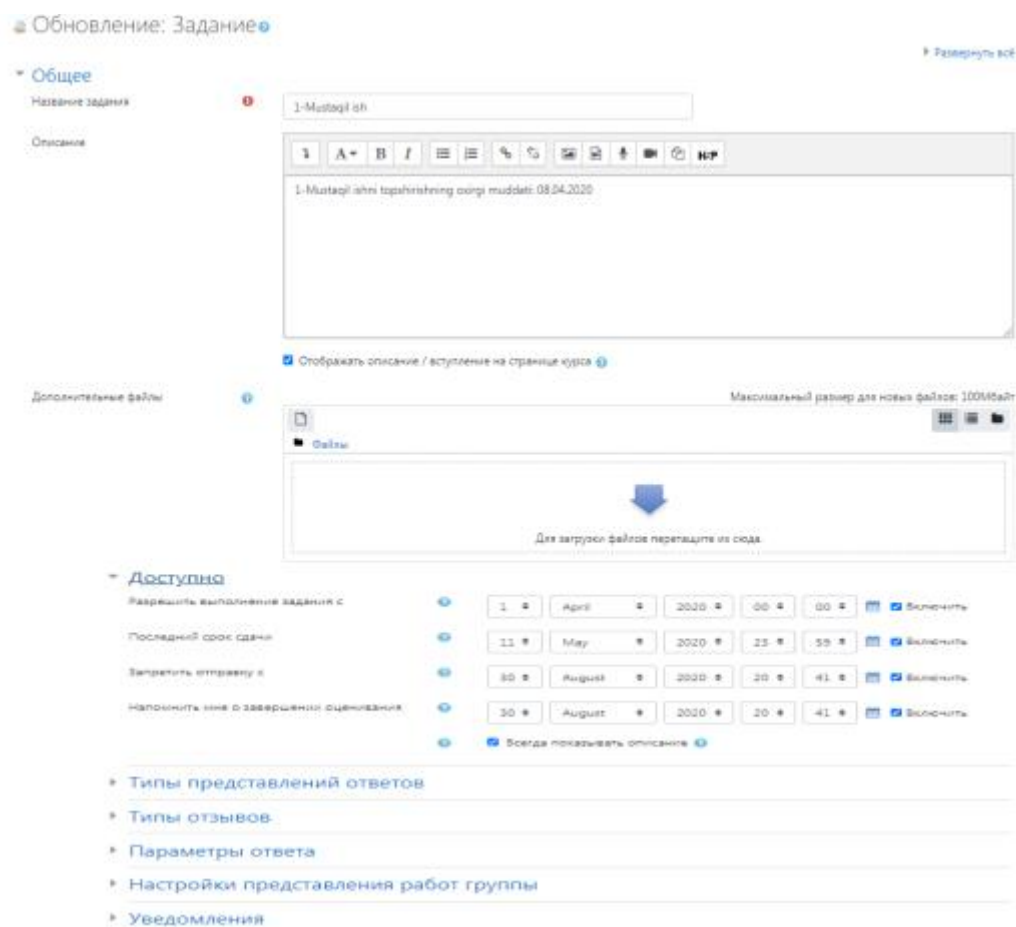 Обновление: Задание
Развернуть всё
Общее
Название задания
1-Mustaqil ish
Описание
A B I H-P
1-Mustaqil ishni topshirishning oxirgi muddati: 08.04.2020
Отображать описание / вступление на странице курса
Дополнительные файлы
Максимальный размер для новых файлов: 100Мбайт
Файлы
Для загрузки файлов перетащите их сюда.
Доступно
Разрешить выполнение задания с 1 April 2020 00 00 Включить
Последний срок сдачи 11 May 2020 23 59 Включить
Запретить отправку с 30 August 2020 20 41 Включить
Напомнить мне о завершении оценивания 30 August 2020 20 41 Включить
Всегда показывать описание
Типы представлений ответов
Типы отзывов
Параметры ответа
Настройки представления работ группы
Уведомления